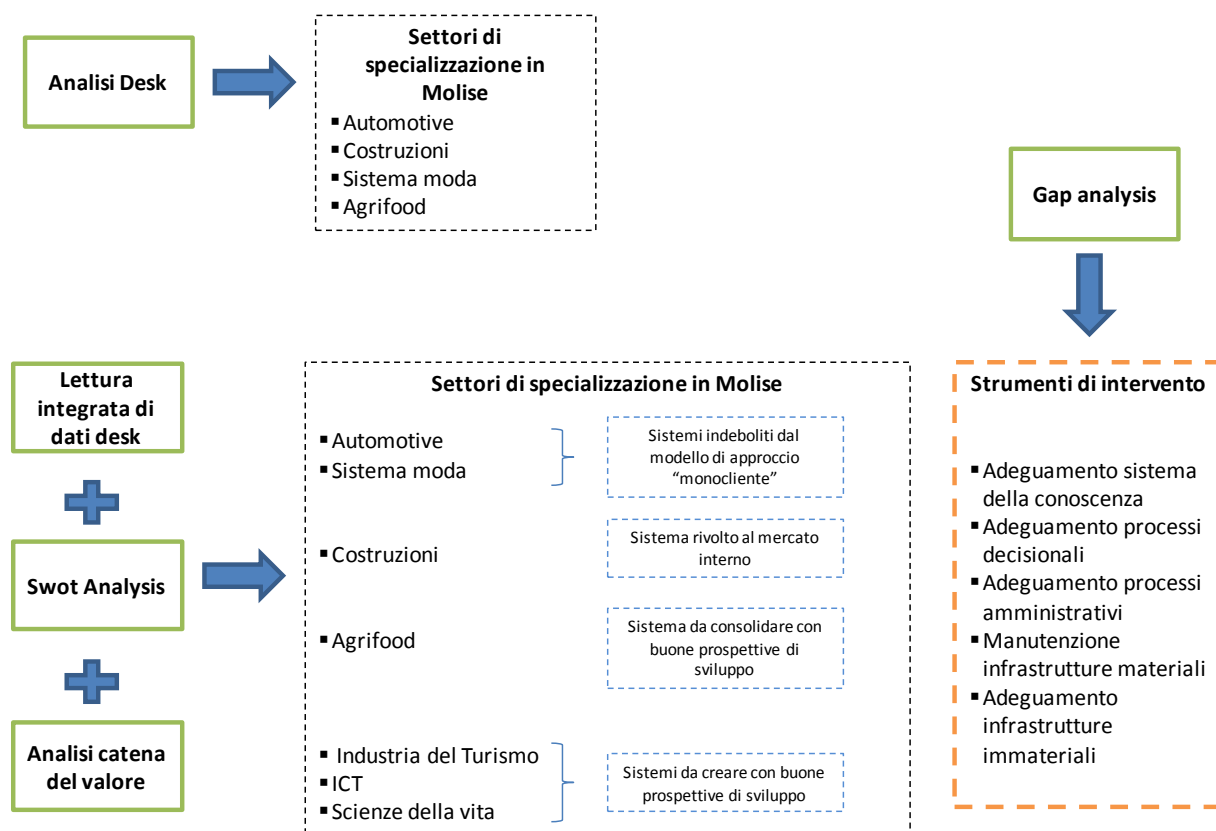 Analisi Desk
Settori di
specializzazione in
Molise
▪ Automotive
▪ Costruzioni
▪ Sistema moda
▪ Agrifood
Gap analysis
Lettura
integrata di
dati desk
Swot Analysis
Analisi catena
del valore
Settori di specializzazione in Molise
▪ Automotive
▪ Sistema moda
Sistemi indeboliti dal
modello di approccio
“monocliente”
▪ Costruzioni
Sistema rivolto al mercato
interno
▪ Agrifood
Sistema da consolidare con
buone prospettive di
sviluppo
▪ Industria del Turismo
▪ ICT
▪ Scienze della vita
Sistemi da creare con buone
prospettive di sviluppo
Strumenti di intervento
▪ Adeguamento sistema
della conoscenza
▪ Adeguamento processi
decisionali
▪ Adeguamento processi
amministrativi
▪ Manutenzione
infrastrutture materiali
▪ Adeguamento
infrastrutture
immateriali